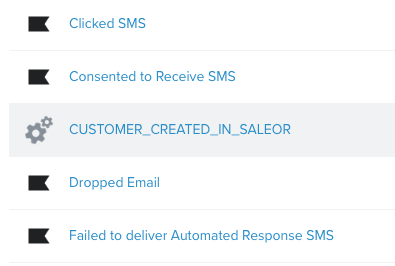 Clicked SMS
Consented to Receive SMS
CUSTOMER_CREATED_IN_SALEOR
Dropped Email
Failed to deliver Automated Response SMS